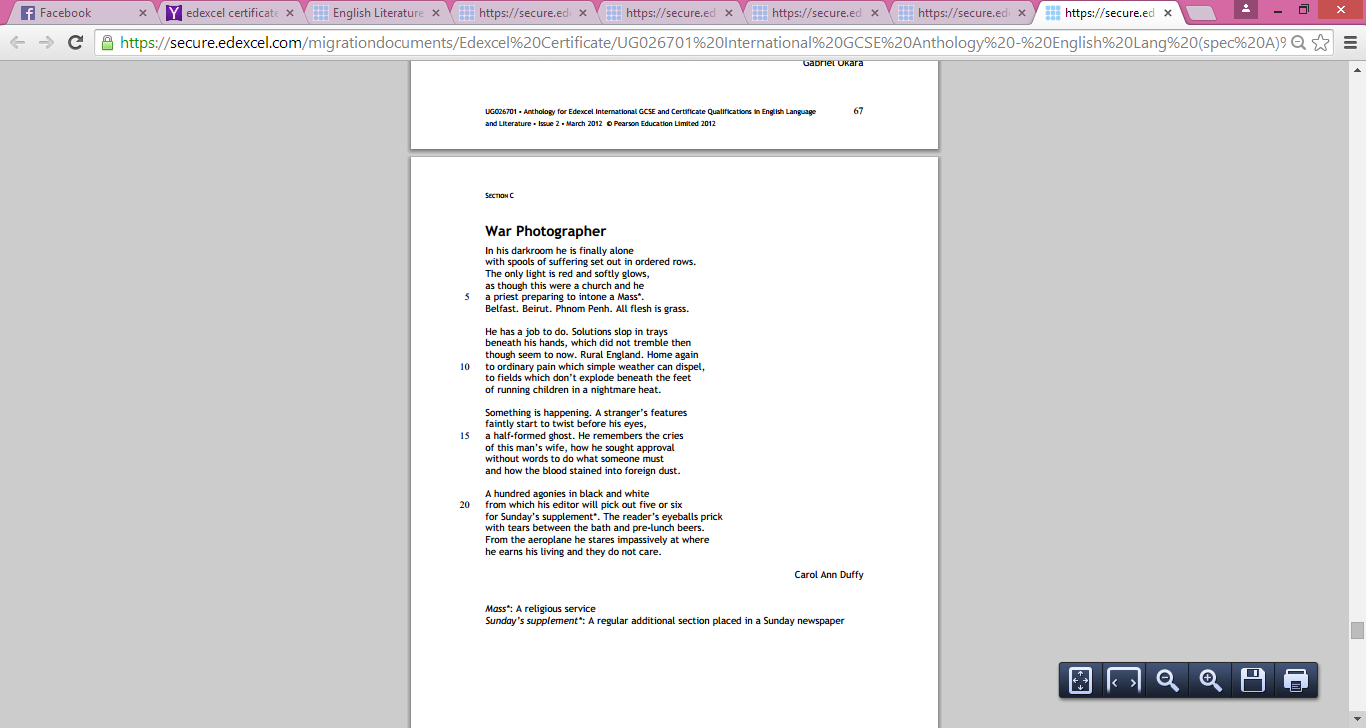 Facebook
edexcel certificate
English Literature
https://secure.ed
https://secure.ed
https://secure.ed
https://secure.ed
https://secure.ed
https://secure.edexcel.com/migrationdocuments/Edexcel%20Certificate/UG026701%20International%20GCSE%20Anthology%20-%20English%20Lang%20(spec%20A)%
Gabriel Okara
UG026701 • Anthology for Edexcel International GCSE and Certificate Qualifications in English Language 67
and Literature • Issue 2 • March 2012 © Pearson Education Limited 2012
SECTION C
War Photographer
In his darkroom he is finally alone
with spools of suffering set out in ordered rows.
The only light is red and softly glows,
as though this were a church and he
5 a priest preparing to intone a Mass*.
Belfast. Beirut. Phnom Penh. All flesh is grass.
He has a job to do. Solutions slop in trays
beneath his hands, which did not tremble then
though seem to now. Rural England. Home again
10 to ordinary pain which simple weather can dispel,
to fields which don't explode beneath the feet
of running children in a nightmare heat.
Something is happening. A stranger's features
faintly start to twist before his eyes,
15 a half-formed ghost. He remembers the cries
of this man's wife, how he sought approval
without words to do what someone must
and how the blood stained into foreign dust.
A hundred agonies in black and white
20 from which his editor will pick out five or six
for Sunday's supplement*. The reader's eyeballs prick
with tears between the bath and pre-lunch beers.
From the aeroplane he stares impassively at where
he earns his living and they do not care.
Carol Ann Duffy
Mass*: A religious service
Sunday's supplement*: A regular additional section placed in a Sunday newspaper